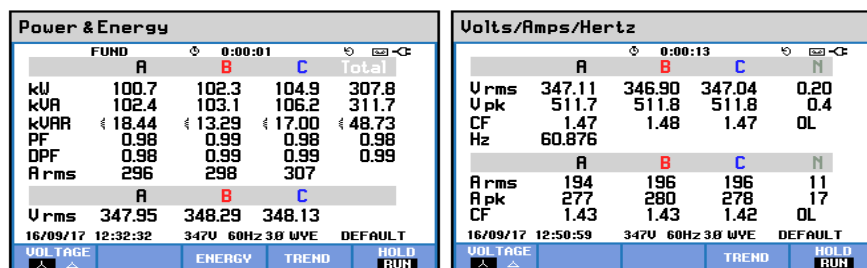 Power & Energy
FUND 0:00:01
A B C Total
kW 100.7 102.3 104.9 307.8
kVA 102.4 103.1 106.2 311.7
kVAR 18.44 13.29 17.00 48.73
PF 0.98 0.99 0.98 0.98
DPF 0.98 0.99 0.99 0.99
A rms 296 298 307
A B C
V rms 347.95 348.29 348.13
16/09/17 12:32:32 347V 60Hz 3Ø WYE DEFAULT
VOLTAGE ENERGY TREND HOLD
RUN
Volts/Amps/Hertz
0:00:13
A B C N
V rms 347.11 346.90 347.04 0.20
V pk 511.7 511.8 511.8 0.4
CF 1.47 1.48 1.47 OL
Hz 60.876
A B C N
A rms 194 196 196 11
A pk 277 280 278 17
CF 1.43 1.43 1.42 OL
16/09/17 12:50:59 347V 60Hz 3Ø WYE DEFAULT
VOLTAGE TREND HOLD
RUN